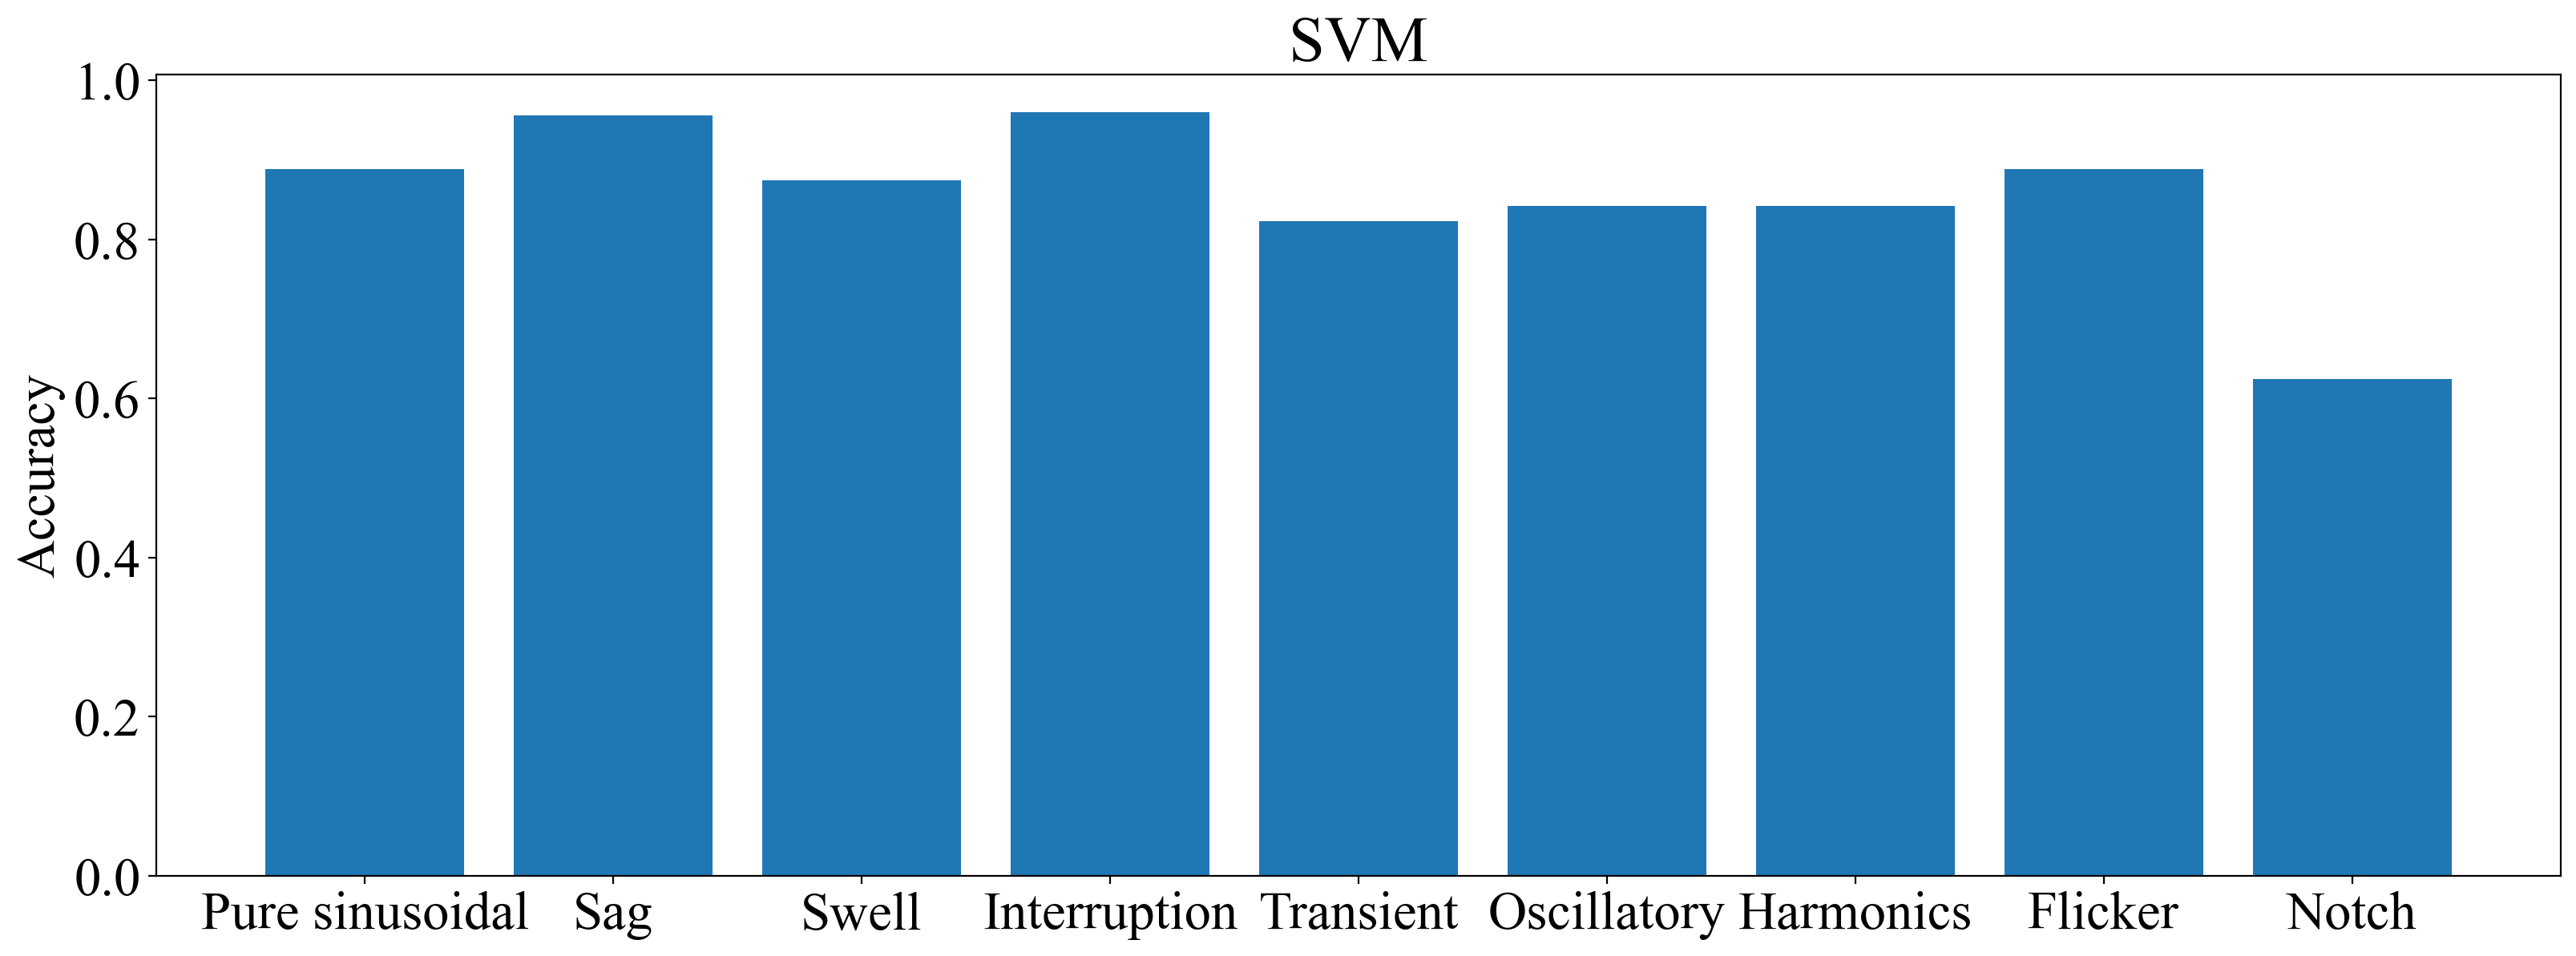 SVM
1.0
0.8
0.6
0.4
0.2
0.0
Accuracy
Pure sinusoidal Sag Swell Interruption Transient Oscillatory Harmonics Flicker Notch